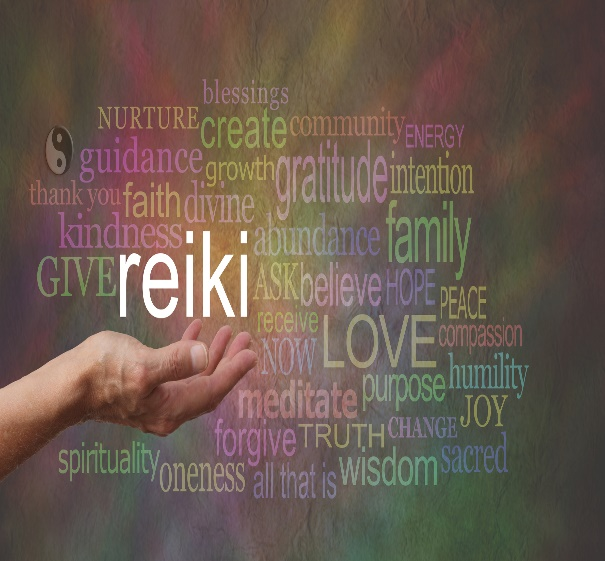 blessings
NURTURE create community ENERGY
guidance growth gratitude intention
thank you faith divine
kindness abundance family
GIVE reiki ASK believe HOPE PEACE
receive LOVE compassion
NOW purpose humility
meditate JOY
forgive TRUTH CHANGE
spirituality oneness all that is wisdom sacred